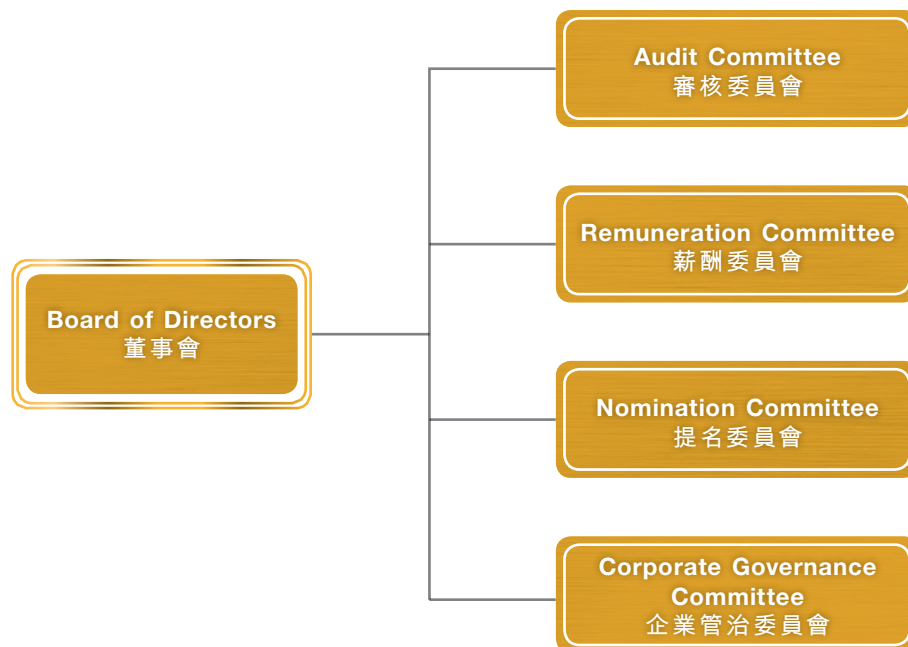 Audit Committee
審核委員會
Remuneration Committee
薪酬委員會
Board of Directors
董事會
Nomination Committee
提名委員會
Corporate Governance
Committee
企業管治委員會